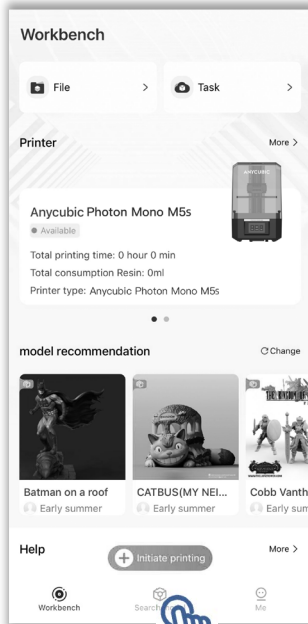 Workbench
File >
Task >
Printer
More >
ANYCUBIC
Anycubic Photon Mono M5s
Available
Total printing time: 0 hour 0 min
Total consumption Resin: 0ml
Printer type: Anycubic Photon Mono M5s
model recommendation
Change
Batman on a roof
CATBUS(MY NEI...
Cobb Vanth
Early summer
Early summer
Early sum
Help
+ Initiate printing
More >
Workbench
Search
Me